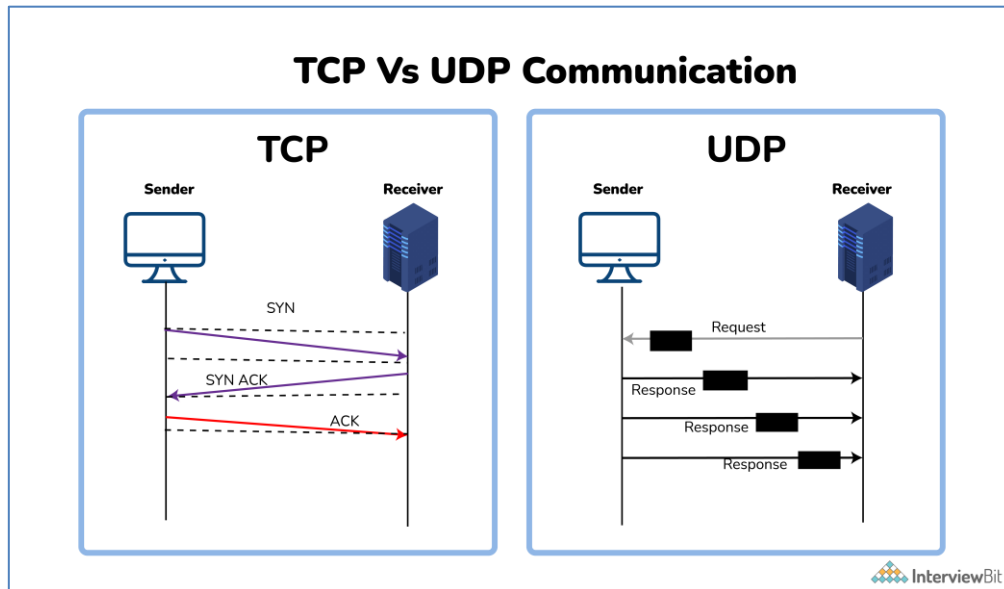 TCP Vs UDP Communication
TCP
Sender
Receiver
SYN
SYN ACK
ACK
UDP
Sender
Receiver
Request
Response
Response
Response
InterviewBit